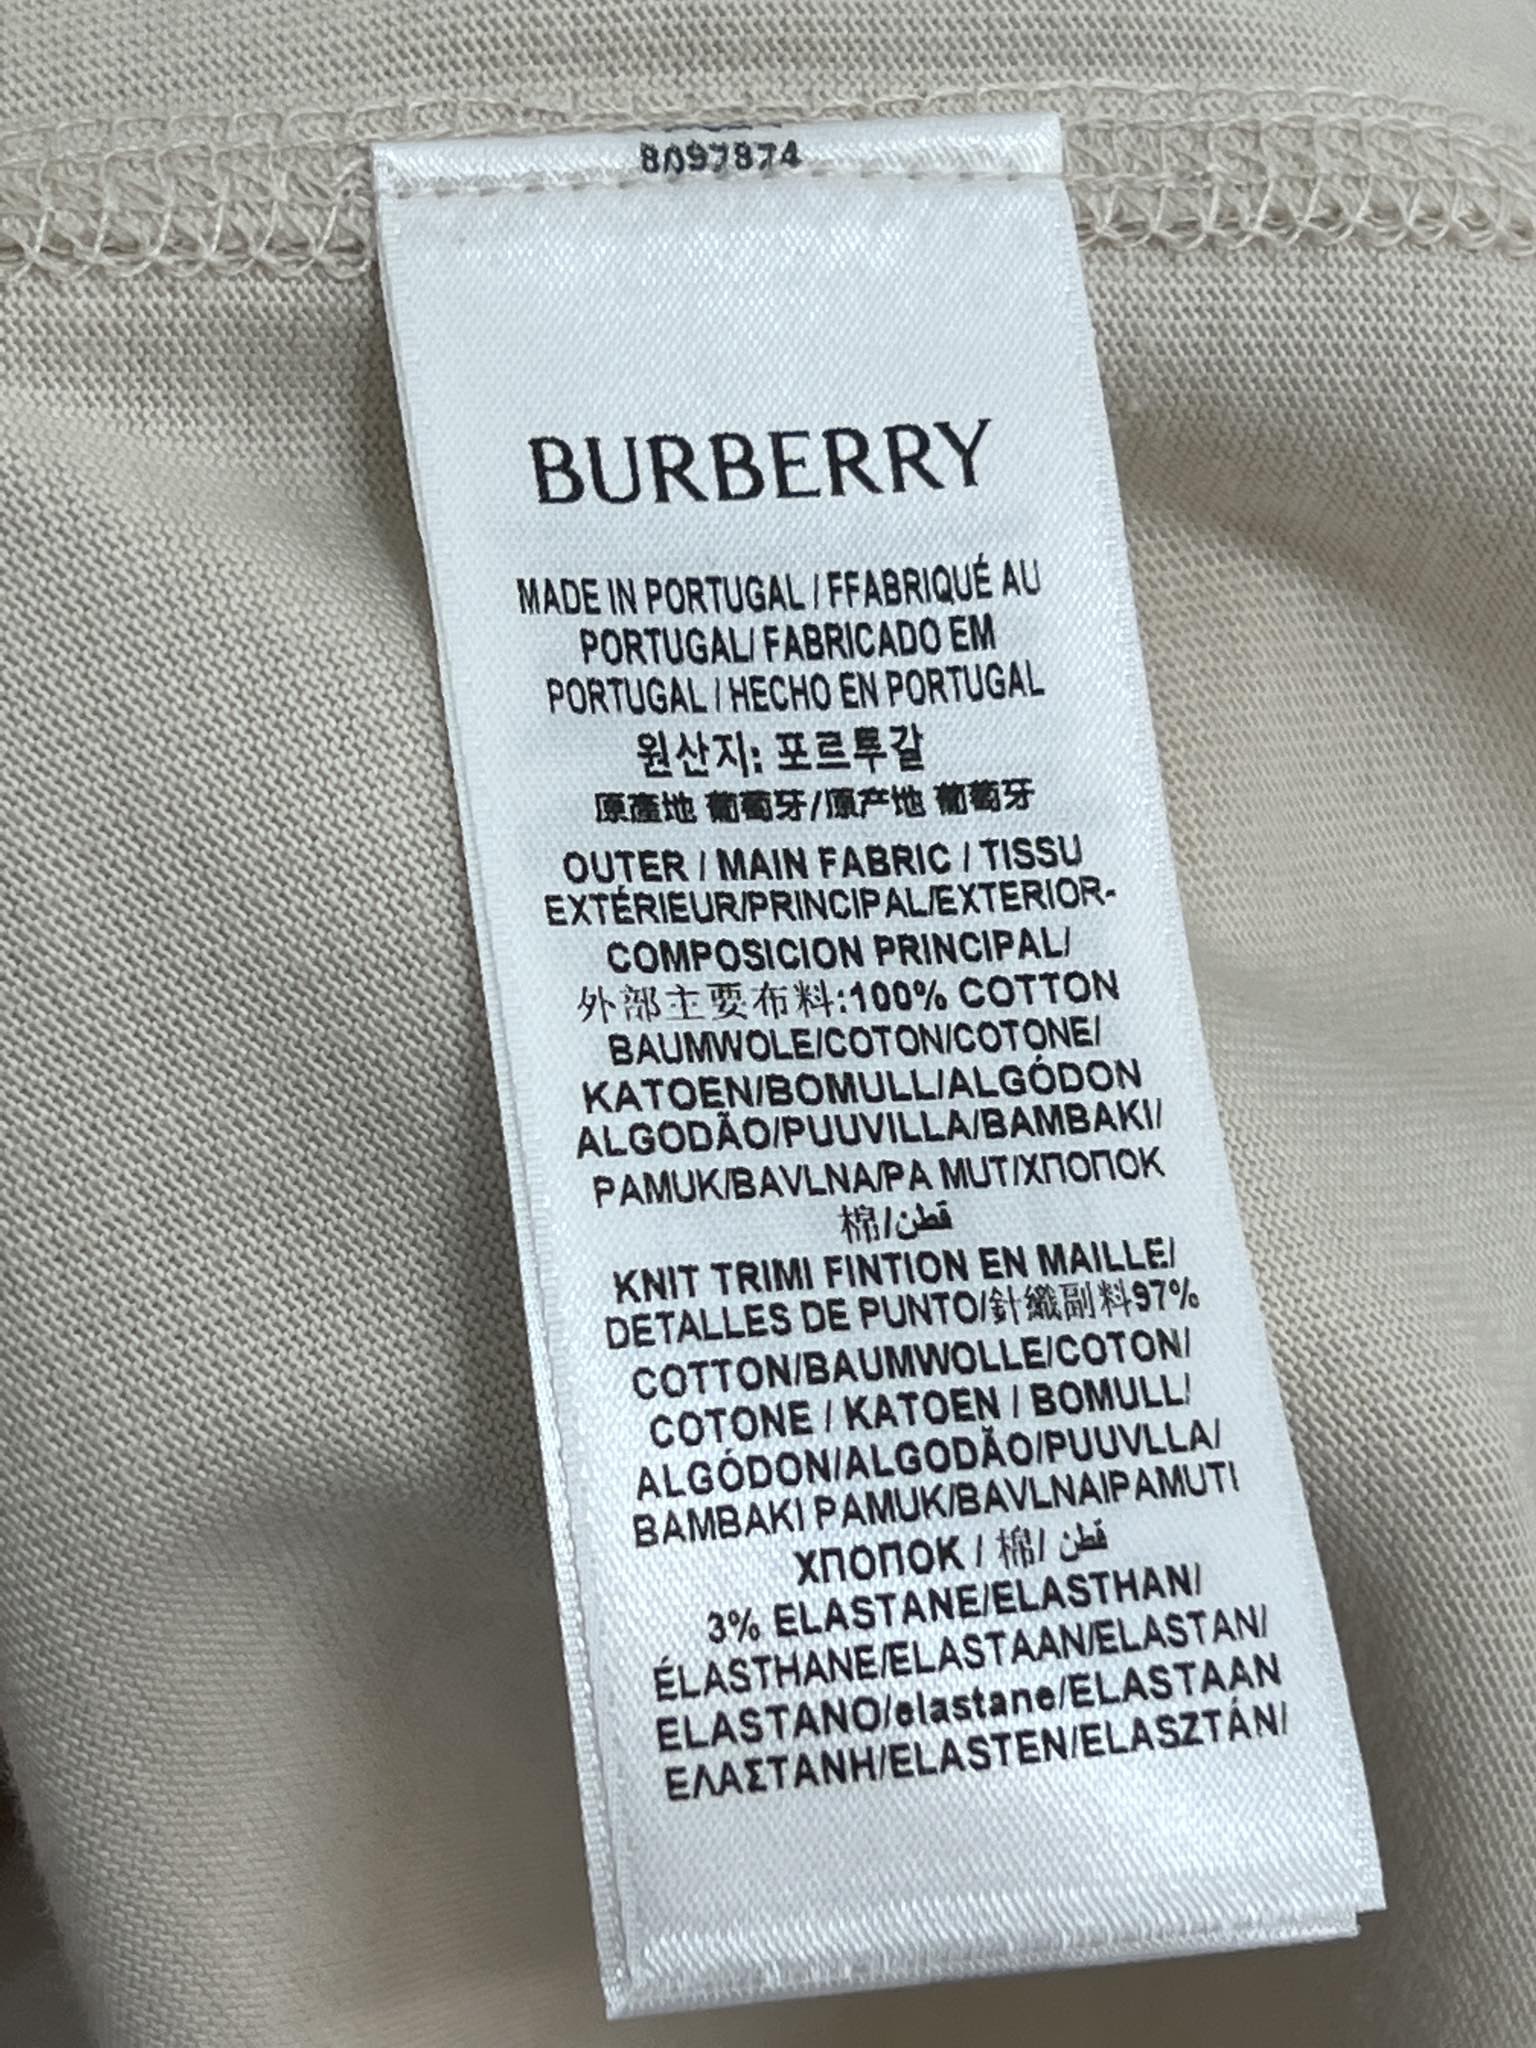 8097874
BURBERRY
MADE IN PORTUGAL / FFABRIQUÉ AU
PORTUGAL/ FABRICADO EM
PORTUGAL / HECHO EN PORTUGAL
원산지: 포르투갈
原產地 葡萄牙/原产地 葡萄牙
OUTER / MAIN FABRIC / TISSU
EXTÉRIEUR/PRINCIPAL/EXTERIOR-
COMPOSICION PRINCIPAL/
外部主要布料:100% COTTON
BAUMWOLE/COTON/COTONE/
KATOEN/BOMULL/ALGÓDON
ALGODÃO/PUUVILLA/BAMBAKI/
PAMUK/BAVLNA/PA MUT/ХПОПОК
棉/قطن
KNIT TRIMI FINTION EN MAILLE/
DETALLES DE PUNTO/針織副料97%
COTTON/BAUMWOLLE/COTON/
COTONE / KATOEN / BOMULL/
ALGÓDON/ALGODÃO/PUUVLLA/
BAMBAKI PAMUK/BAVLNAIPAMUTI
ХПОПОК / 棉/ قطن
3% ELASTANE/ELASTHAN/
ÉLASTHANE/ELASTAAN/ELASTAN/
ELASTANO/elastane/ELASTAAN
ΕΛΑΣΤΑΝΗ/ELASTEN/ELASZTÁN/